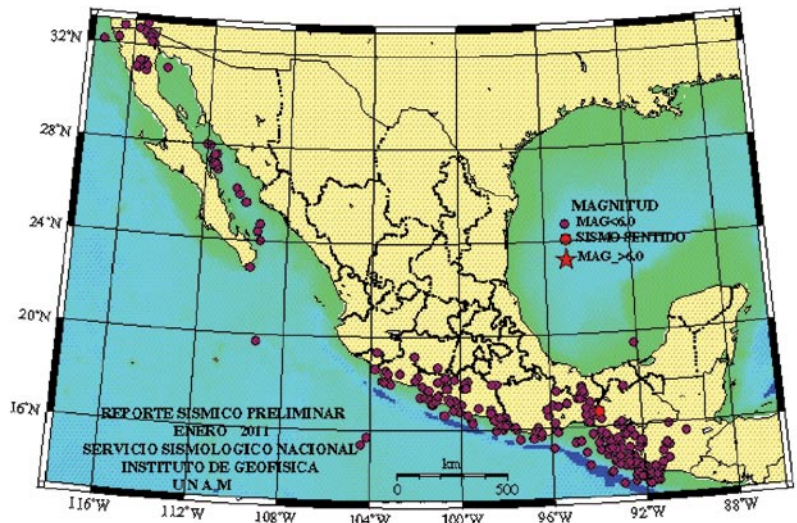 32°N
28°N
24°N
20°N
16°N
MAGNITUD
MAG<6.0
SISMO SENTIDO
MAG_>6.0
REPORTE SISMICO PRELIMINAR
ENERO 2011
SERVICIO SISMOLOGICO NACIONAL
INSTITUTO DE GEOFISICA
U N A,M
km
0 500
116°W 112°W 108°W 104°W 100°W 96°W 92°W 88°W